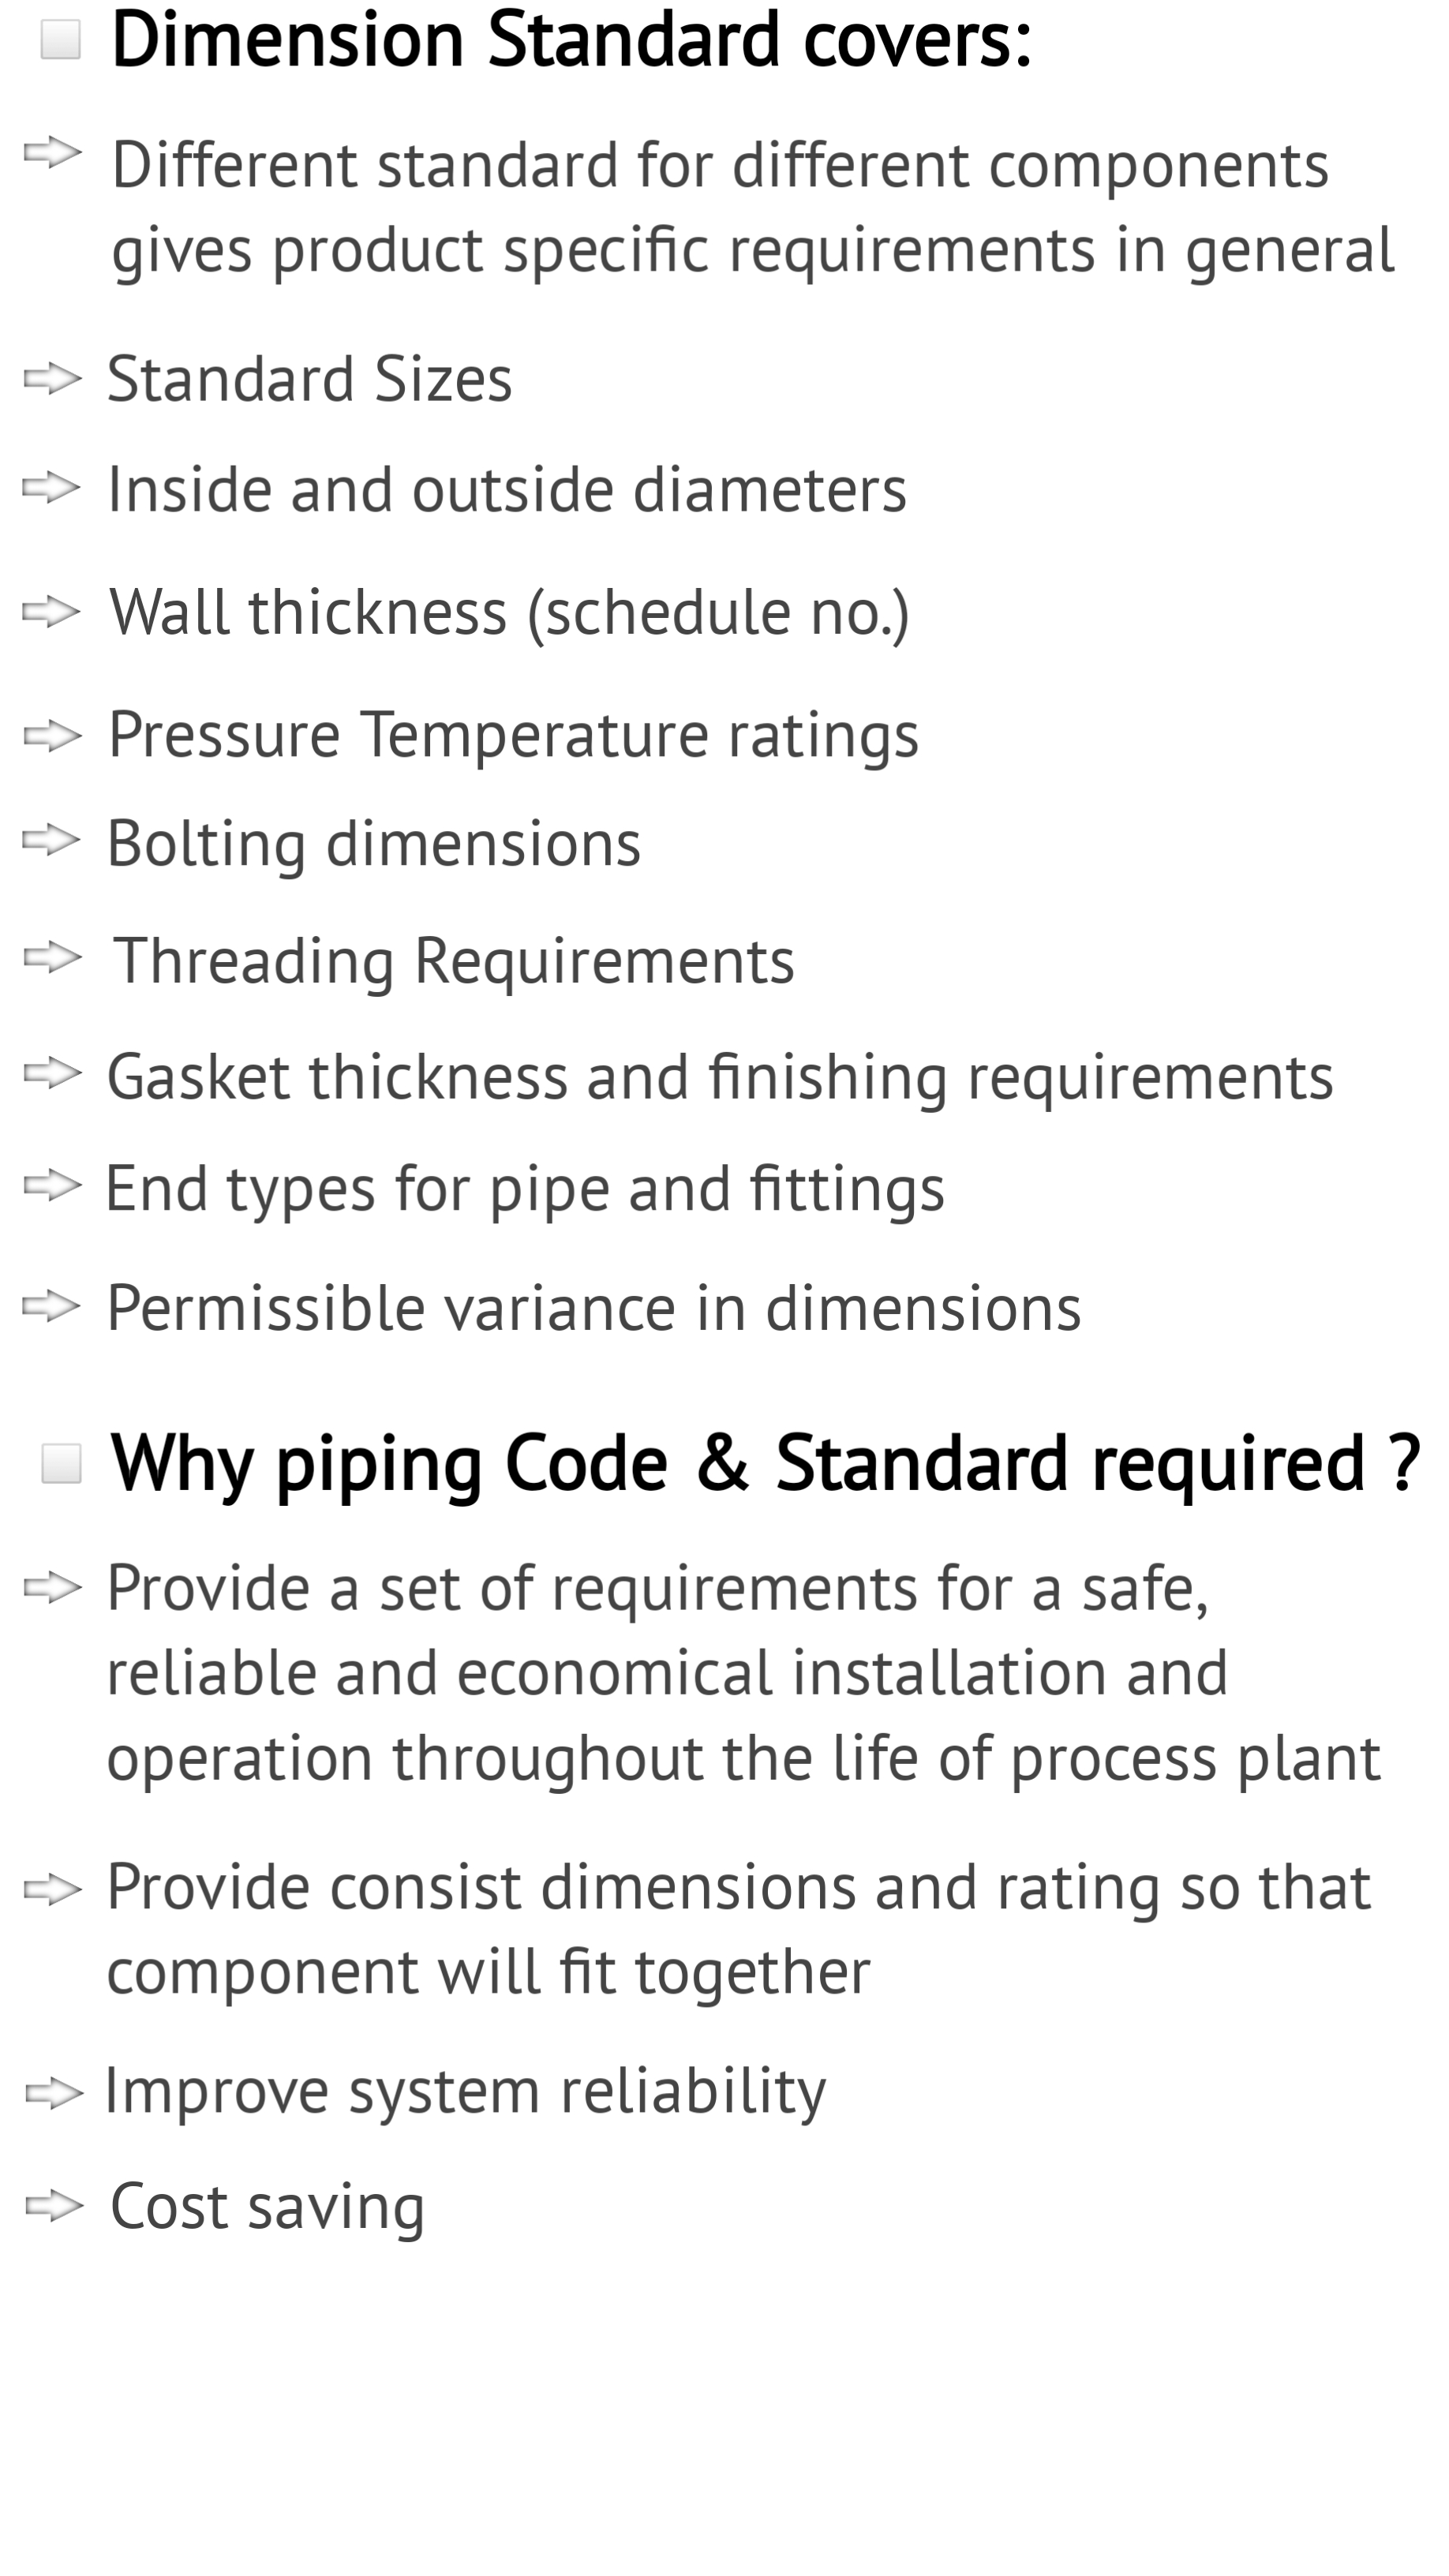 Dimension Standard covers:
Different standard for different components
gives product specific requirements in general
Standard Sizes
Inside and outside diameters
Wall thickness (schedule no.)
Pressure Temperature ratings
Bolting dimensions
Threading Requirements
Gasket thickness and finishing requirements
End types for pipe and fittings
Permissible variance in dimensions
Why piping Code & Standard required ?
Provide a set of requirements for a safe,
reliable and economical installation and
operation throughout the life of process plant
Provide consist dimensions and rating so that
component will fit together
Improve system reliability
Cost saving